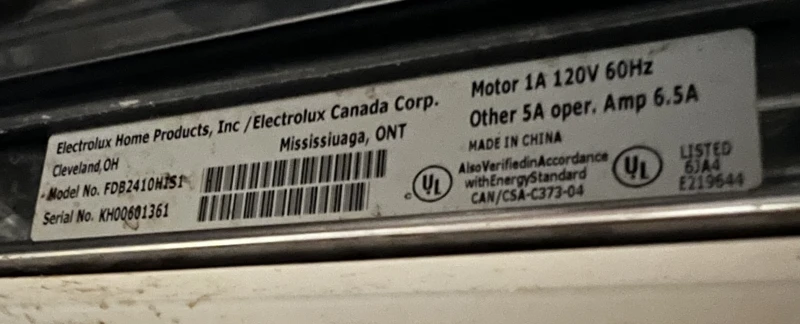 Electrolux Home Products, Inc /Electrolux Canada Corp.
Cleveland, OH
Mississiuaga, ONT
Model No. FDB2410HIS1
Serial No. KH00601361
Motor 1A 120V 60Hz
Other 5A oper. Amp 6.5A
MADE IN CHINA
c UL
AlsoVerifiedinAccordance
withEnergyStandard
CAN/CSA-C373-04
UL
LISTED
6JA4
E219644